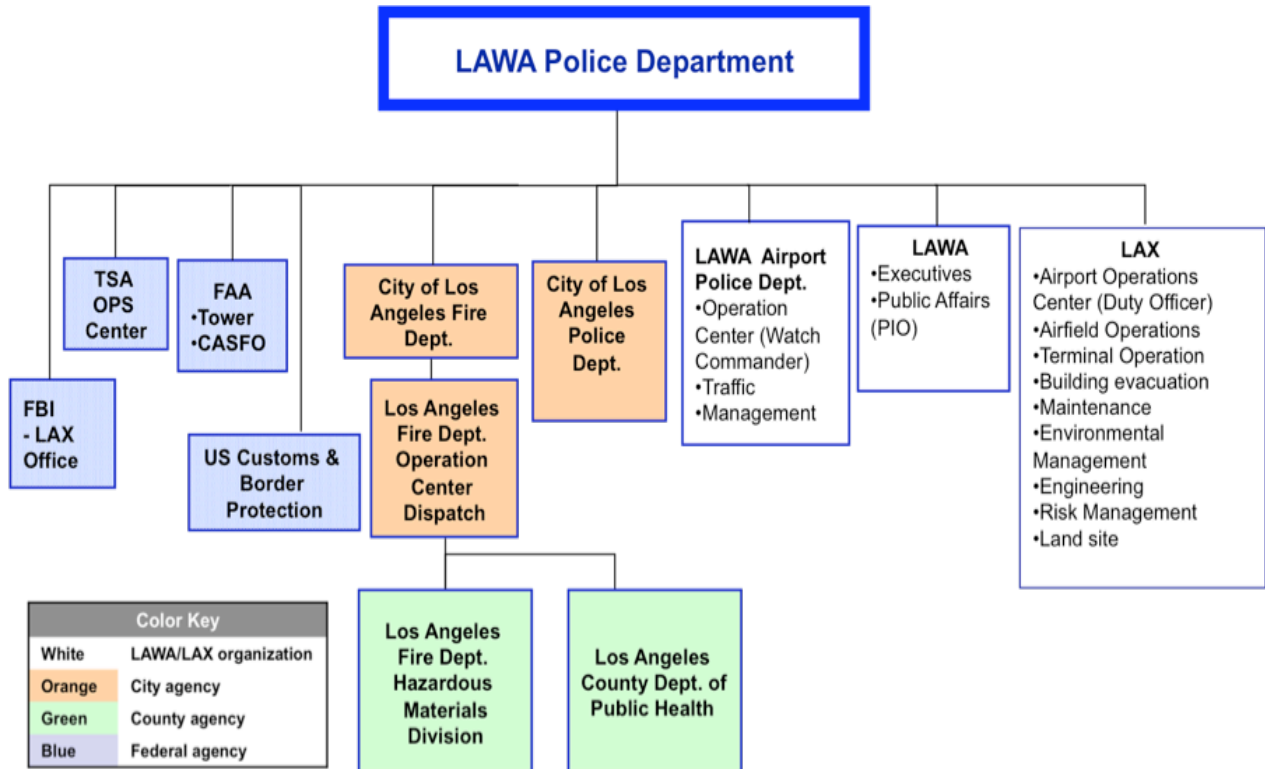 LAWA Police Department
TSA
OPS
Center
FAA
•Tower
•CASFO
FBI
- LAX
Office
US Customs &
Border
Protection
City of Los
Angeles Fire
Dept.
Los Angeles
Fire Dept.
Operation
Center
Dispatch
City of Los
Angeles
Police
Dept.
LAWA Airport
Police Dept.
•Operation
Center (Watch
Commander)
•Traffic
•Management
LAWA
•Executives
•Public Affairs
(PIO)
LAX
•Airport Operations
Center (Duty Officer)
•Airfield Operations
•Terminal Operation
•Building evacuation
•Maintenance
•Environmental
Management
•Engineering
•Risk Management
•Land site
Los Angeles
Fire Dept.
Hazardous
Materials
Division
Los Angeles
County Dept. of
Public Health
Color Key
White LAWA/LAX organization
Orange City agency
Green County agency
Blue Federal agency